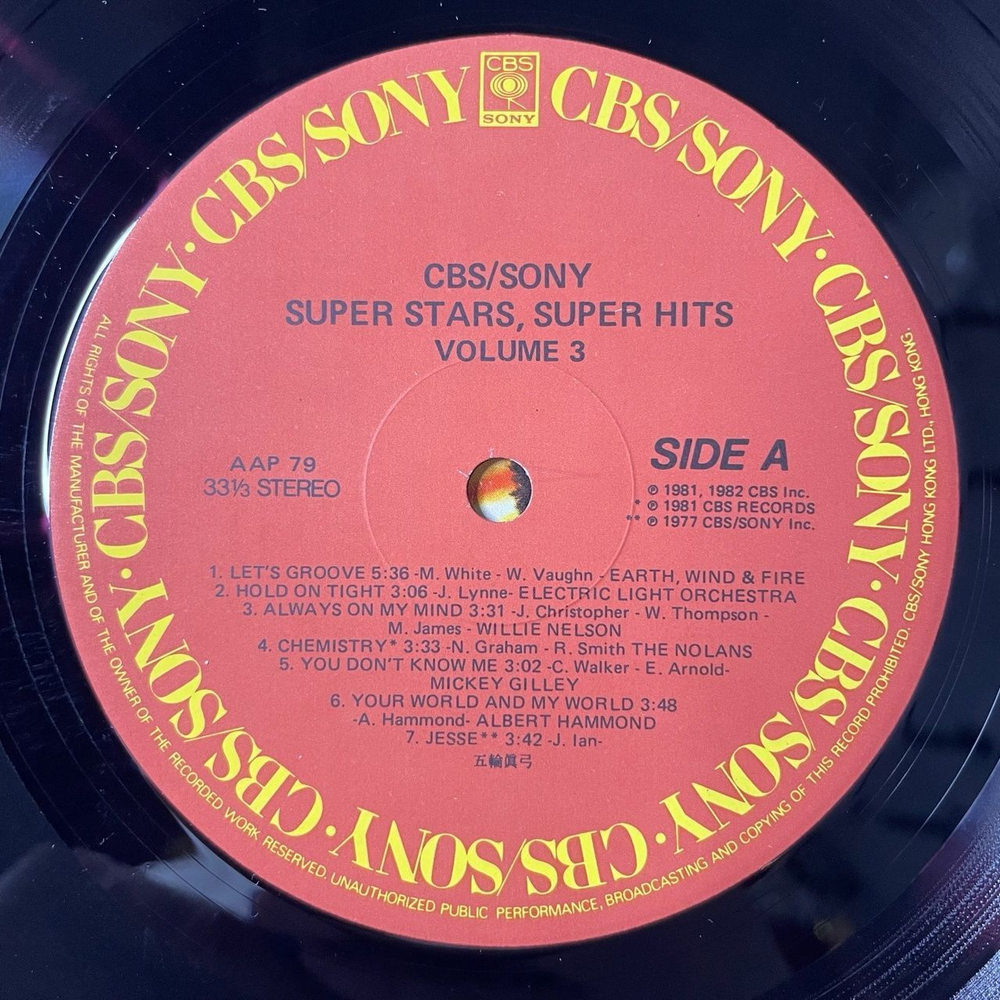 CBS
SONY
CBS/SONY · CBS/SONY · CBS/SONY · CBS/SONY · CBS/SONY · CBS/SONY · CBS/SONY · CBS/SONY · CBS/SONY
CBS/SONY
SUPER STARS, SUPER HITS
VOLUME 3
AAP 79
33⅓ STEREO
SIDE A
℗ 1981, 1982 CBS Inc.
* ℗ 1981 CBS RECORDS
** ℗ 1977 CBS/SONY Inc.
1. LET'S GROOVE 5:36 -M. White - W. Vaughn - EARTH, WIND & FIRE
2. HOLD ON TIGHT 3:06 -J. Lynne- ELECTRIC LIGHT ORCHESTRA
3. ALWAYS ON MY MIND 3:31 -J. Christopher - W. Thompson -
M. James - WILLIE NELSON
4. CHEMISTRY* 3:33 -N. Graham - R. Smith THE NOLANS
5. YOU DON'T KNOW ME 3:02 -C. Walker - E. Arnold-
MICKEY GILLEY
6. YOUR WORLD AND MY WORLD 3:48
-A. Hammond- ALBERT HAMMOND
7. JESSE** 3:42 -J. Ian-
五輪眞弓
ALL RIGHTS OF THE MANUFACTURER AND OF THE OWNER OF THE RECORDED WORK RESERVED. UNAUTHORIZED PUBLIC PERFORMANCE, BROADCASTING AND COPYING OF THIS RECORD PROHIBITED. CBS/SONY HONG KONG LTD., HONG KONG.